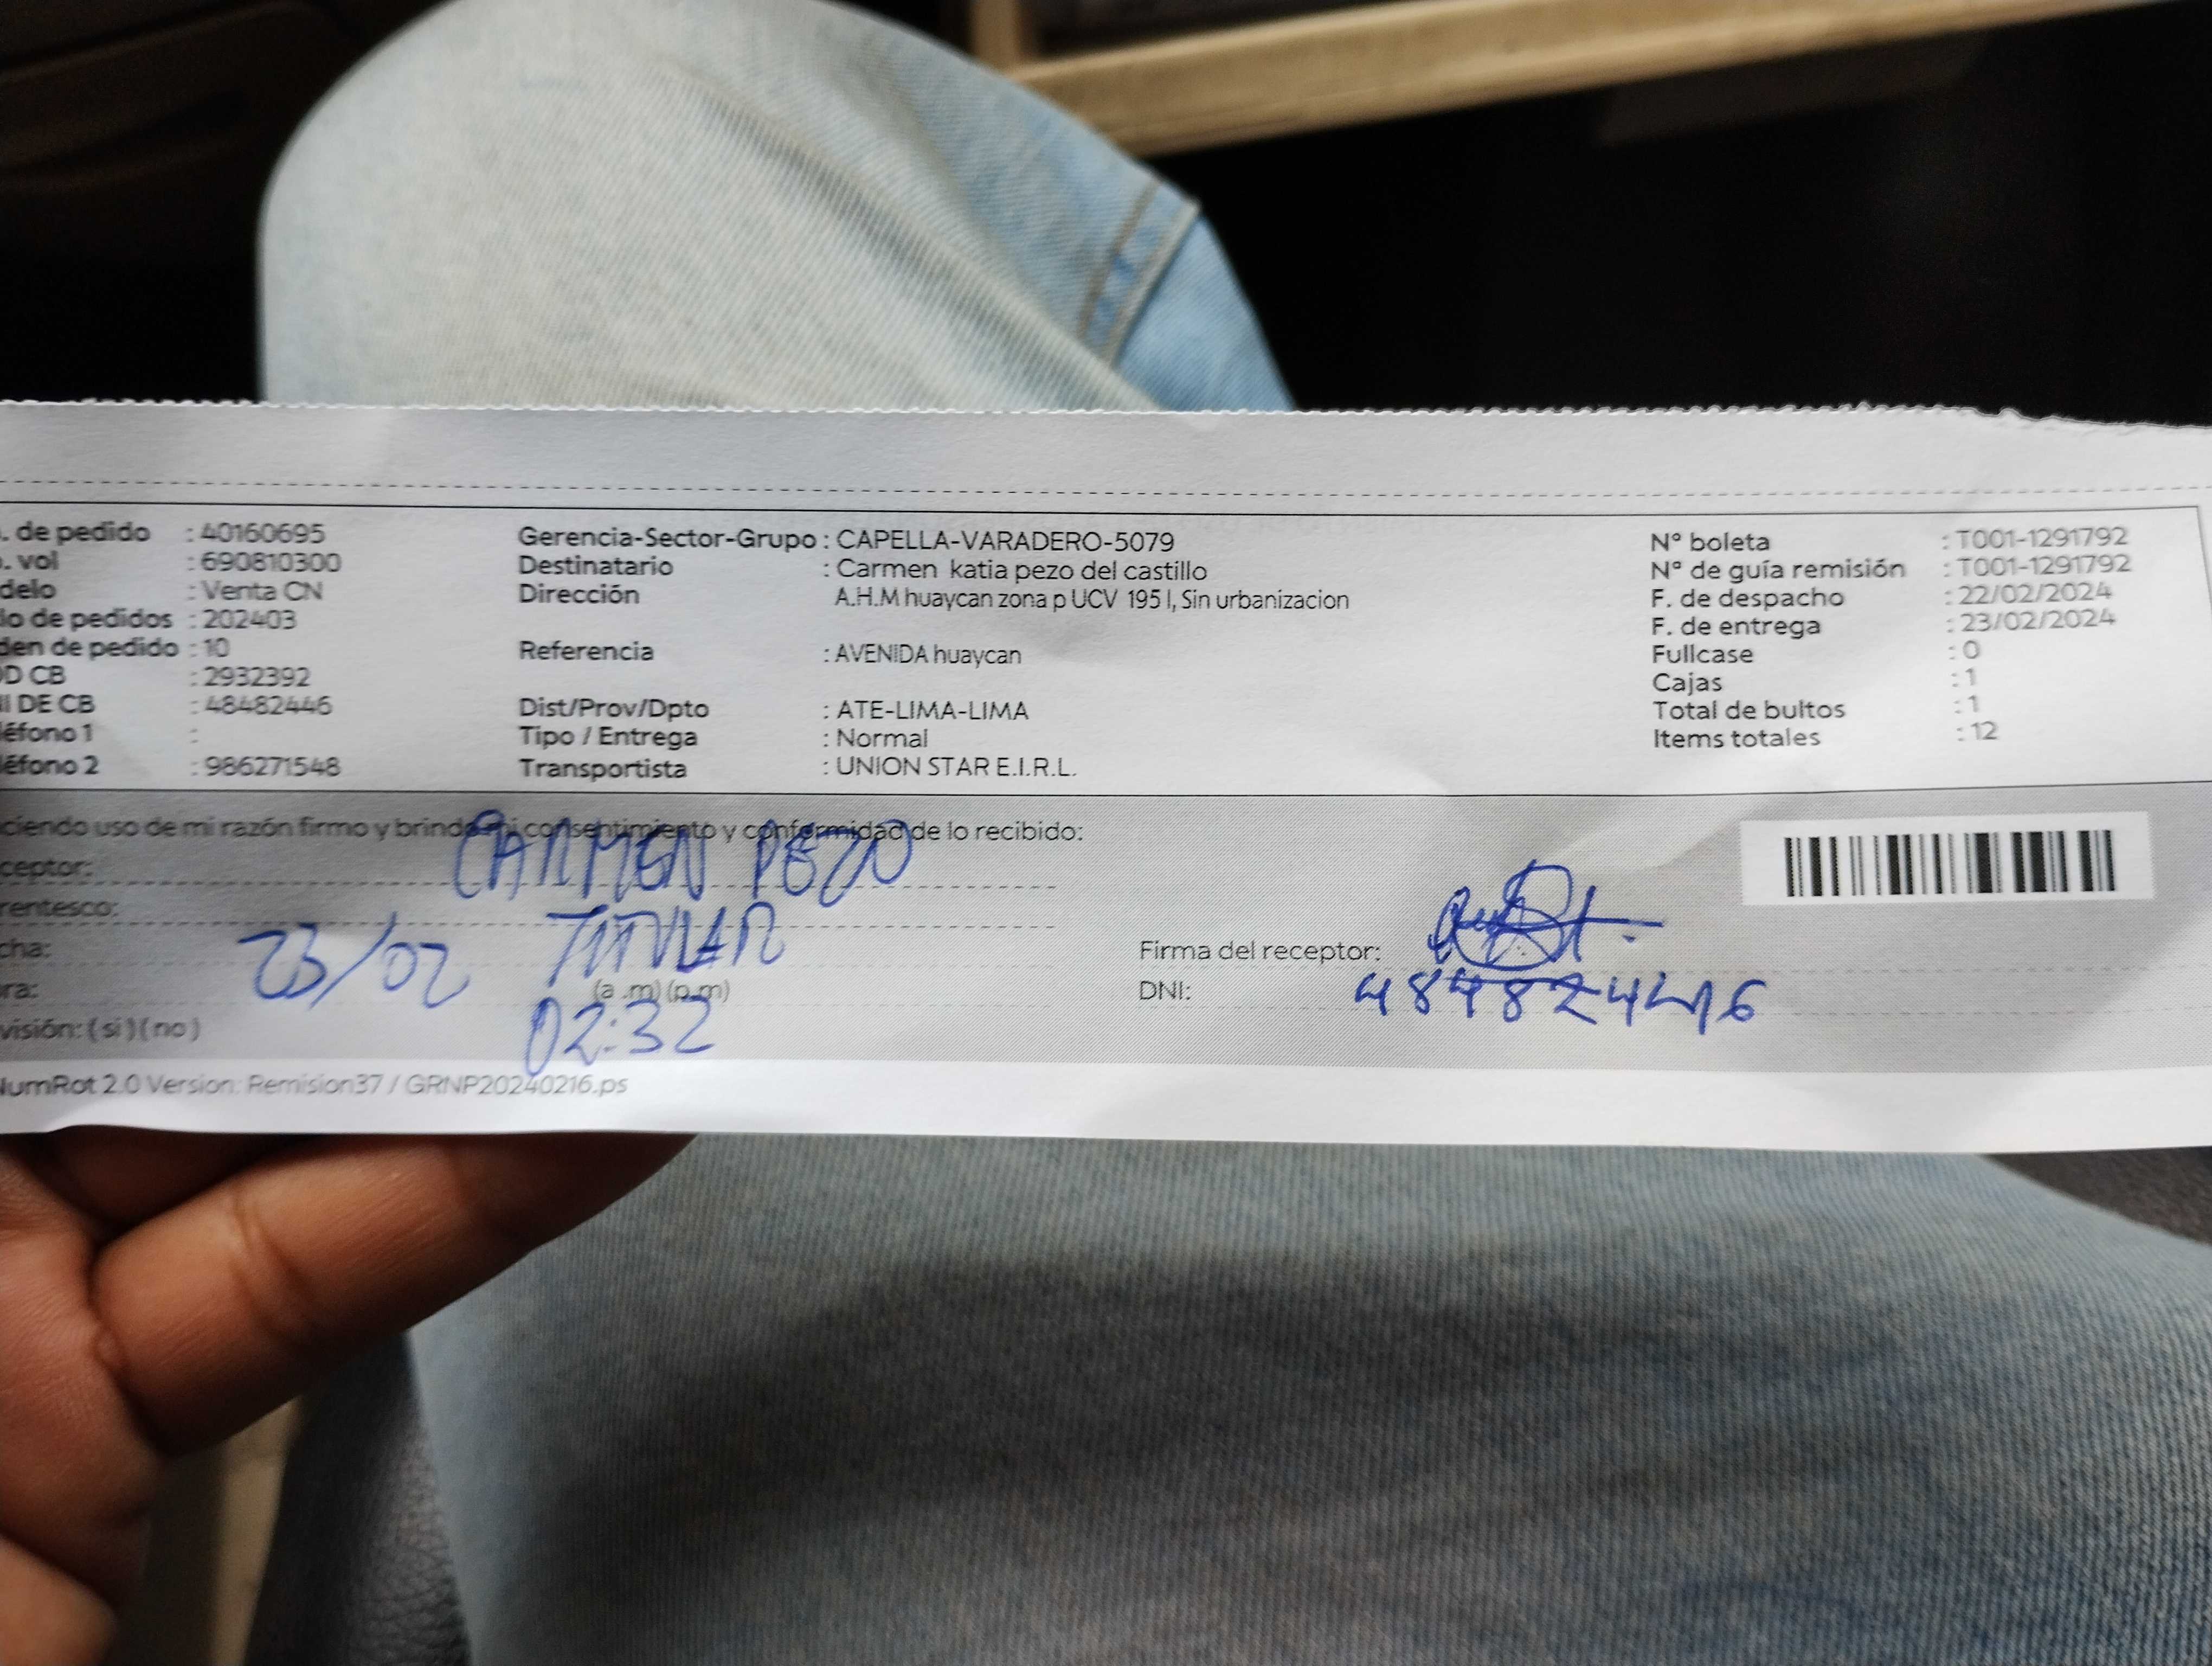 . de pedido : 40160695 Gerencia-Sector-Grupo : CAPELLA-VARADERO-5079 N° boleta : T001-1291792
. vol : 690810300 Destinatario : Carmen katia pezo del castillo N° de guía remisión : T001-1291792
delo : Venta CN Dirección A.H.M huaycan zona p UCV 195 I, Sin urbanizacion F. de despacho : 22/02/2024
lo de pedidos : 202403 F. de entrega : 23/02/2024
den de pedido : 10 Referencia : AVENIDA huaycan Fullcase : 0
D CB : 2932392 Cajas : 1
I DE CB : 48482446 Dist/Prov/Dpto : ATE-LIMA-LIMA Total de bultos : 1
éfono 1 : Tipo / Entrega : Normal Items totales : 12
éfono 2 : 986271548 Transportista : UNION STAR E.I.R.L.
ciendo uso de mi razón firmo y brindo mi consentimiento y conformidad de lo recibido:
ceptor: CARMEN PEZO
rentesco: TITULAR
cha: 23/02 Firma del receptor:
ra: 02:32 (a .m) (p.m) DNI: 48482446
visión: (si) (no)
NumRot 2.0 Version: Remision37 / GRNP20240216.ps